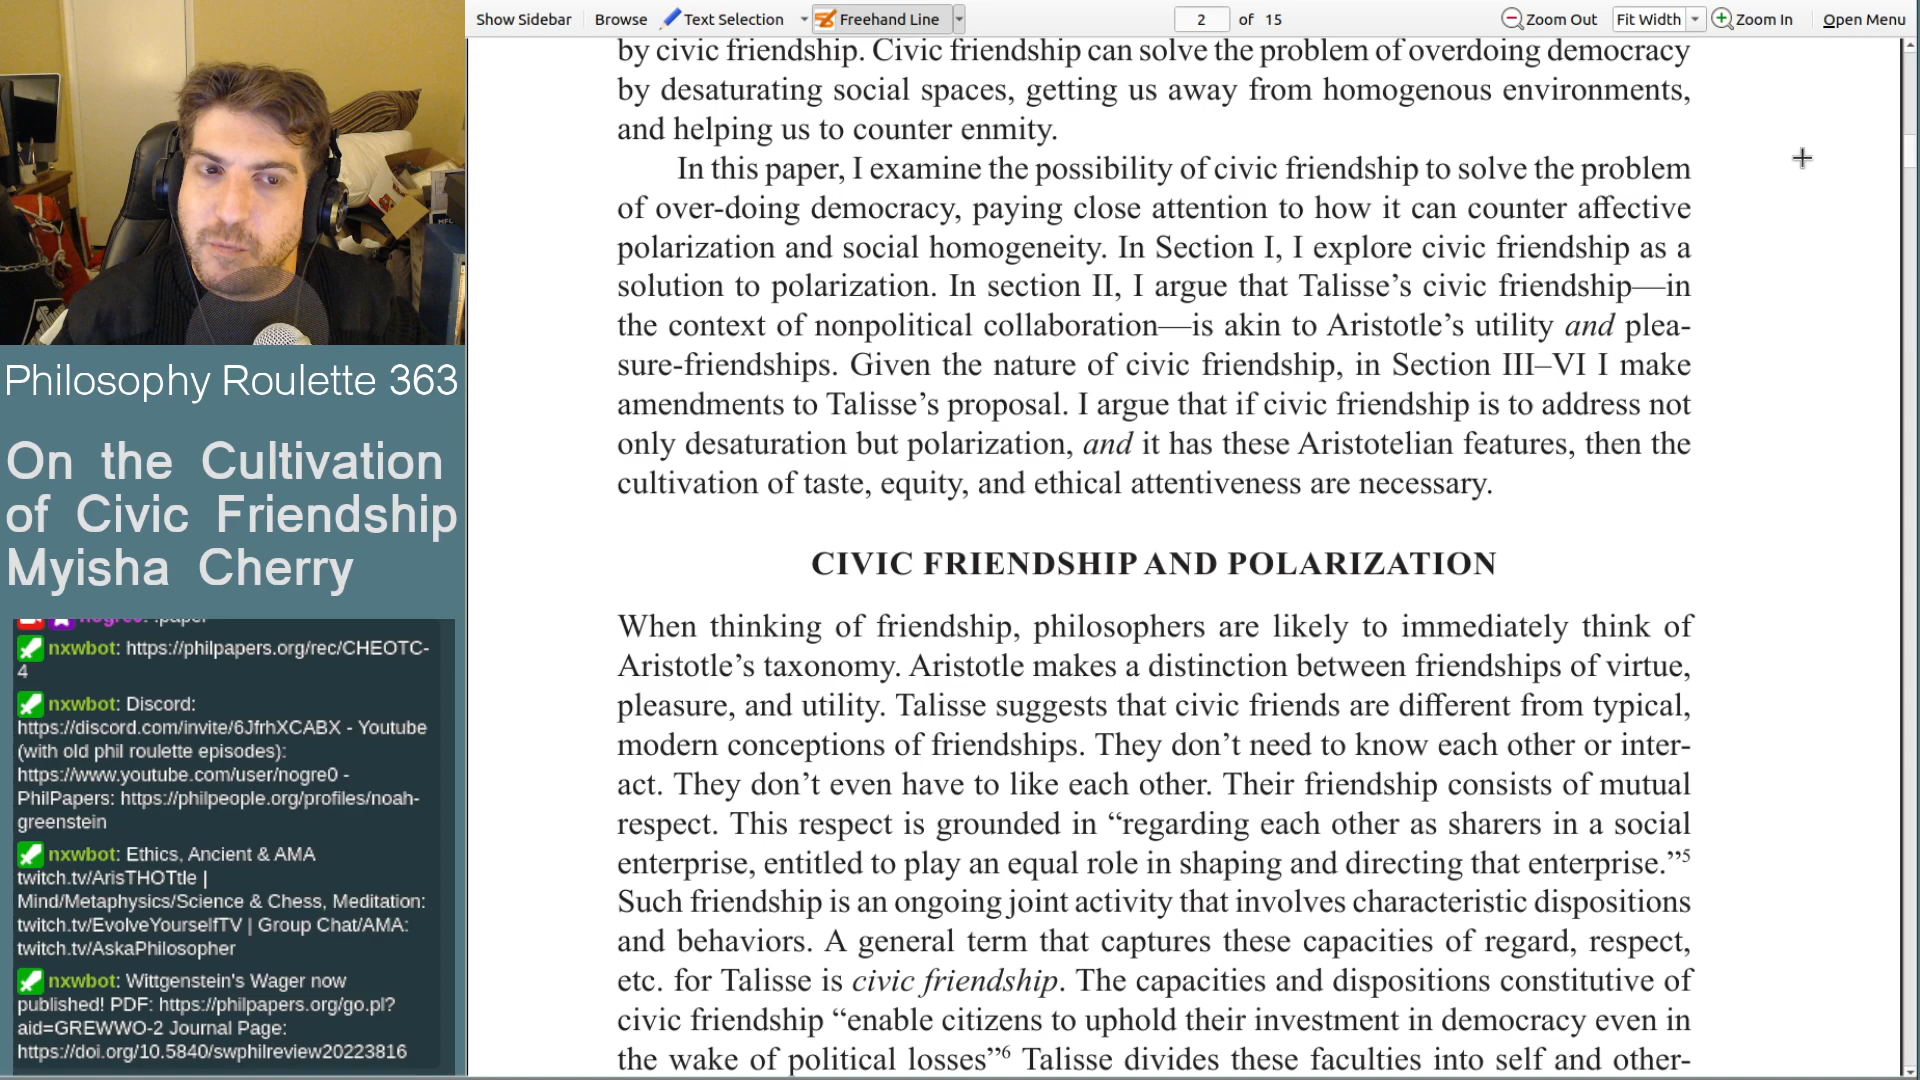 Show Sidebar Browse Text Selection Freehand Line 2 of 15 Zoom Out Fit Width Zoom In Open Menu
by civic friendship. Civic friendship can solve the problem of overdoing democracy
by desaturating social spaces, getting us away from homogenous environments,
and helping us to counter enmity.
In this paper, I examine the possibility of civic friendship to solve the problem
of over-doing democracy, paying close attention to how it can counter affective
polarization and social homogeneity. In Section I, I explore civic friendship as a
solution to polarization. In section II, I argue that Talisse’s civic friendship—in
the context of nonpolitical collaboration—is akin to Aristotle’s utility and plea-
sure-friendships. Given the nature of civic friendship, in Section III–VI I make
amendments to Talisse’s proposal. I argue that if civic friendship is to address not
only desaturation but polarization, and it has these Aristotelian features, then the
cultivation of taste, equity, and ethical attentiveness are necessary.
CIVIC FRIENDSHIP AND POLARIZATION
When thinking of friendship, philosophers are likely to immediately think of
Aristotle’s taxonomy. Aristotle makes a distinction between friendships of virtue,
pleasure, and utility. Talisse suggests that civic friends are different from typical,
modern conceptions of friendships. They don’t need to know each other or inter-
act. They don’t even have to like each other. Their friendship consists of mutual
respect. This respect is grounded in “regarding each other as sharers in a social
enterprise, entitled to play an equal role in shaping and directing that enterprise.”5
Such friendship is an ongoing joint activity that involves characteristic dispositions
and behaviors. A general term that captures these capacities of regard, respect,
etc. for Talisse is civic friendship. The capacities and dispositions constitutive of
civic friendship “enable citizens to uphold their investment in democracy even in
the wake of political losses”6 Talisse divides these faculties into self and other-
Philosophy Roulette 363
On the Cultivation
of Civic Friendship
Myisha Cherry
nogre0: !paper
nxwbot: https://philpapers.org/rec/CHEOTC-
4
nxwbot: Discord:
https://discord.com/invite/6JfrhXCABX - Youtube
(with old phil roulette episodes):
https://www.youtube.com/user/nogre0 -
PhilPapers: https://philpeople.org/profiles/noah-
greenstein
nxwbot: Ethics, Ancient & AMA
twitch.tv/ArisTHOTtle |
Mind/Metaphysics/Science & Chess, Meditation:
twitch.tv/EvolveYourselfTV | Group Chat/AMA:
twitch.tv/AskaPhilosopher
nxwbot: Wittgenstein's Wager now
published! PDF: https://philpapers.org/go.pl?
aid=GREWWO-2 Journal Page:
https://doi.org/10.5840/swphilreview20223816